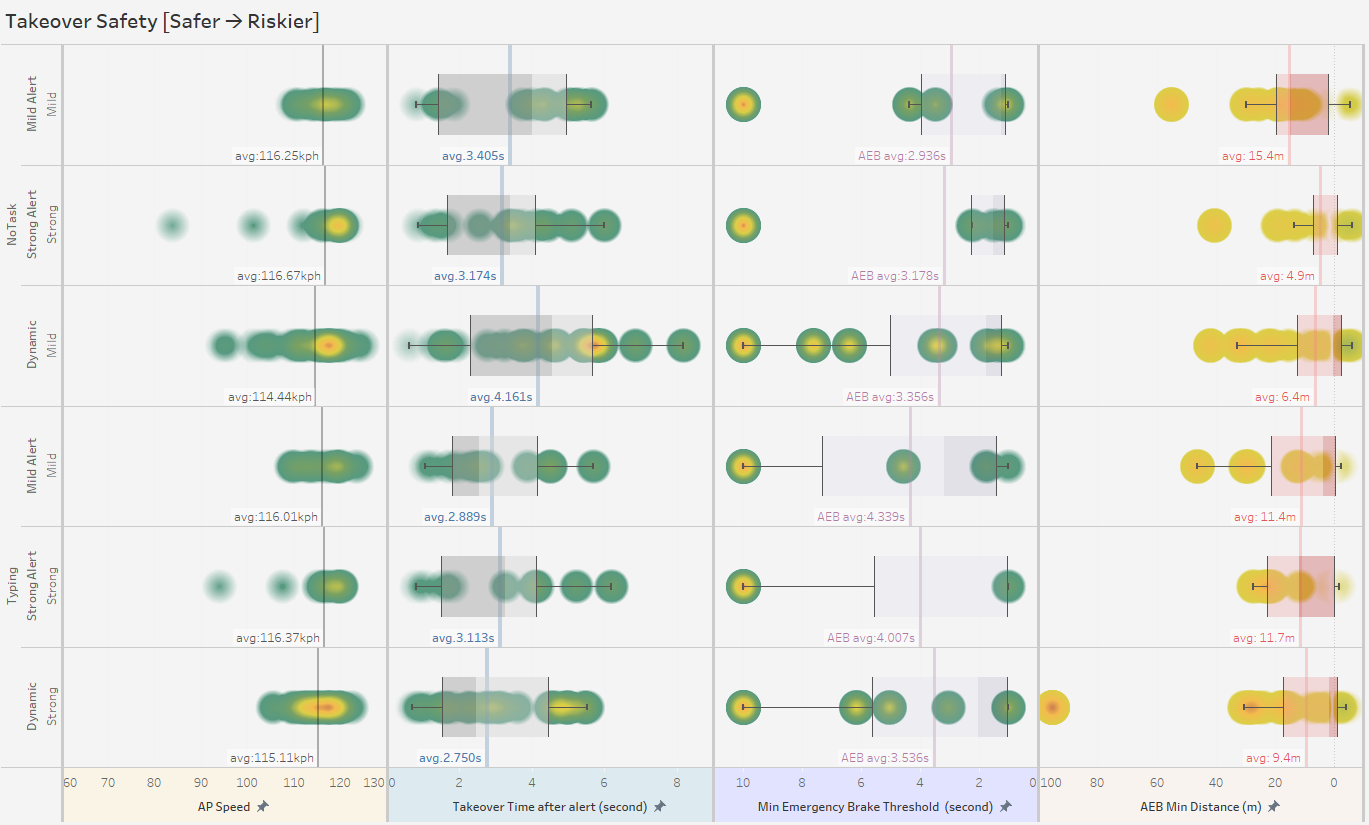 Takeover Safety [Safer → Riskier]
NoTask
Mild Alert
Mild
avg:116.25kph
avg.3.405s
AEB avg:2.936s
avg: 15.4m
Strong Alert
Strong
avg:116.67kph
avg.3.174s
AEB avg:3.178s
avg: 4.9m
Dynamic
Mild
avg:114.44kph
avg.4.161s
AEB avg:3.356s
avg: 6.4m
Typing
Mild Alert
Mild
avg:116.01kph
avg.2.889s
AEB avg:4.339s
avg: 11.4m
Strong Alert
Strong
avg:116.37kph
avg.3.113s
AEB avg:4.007s
avg: 11.7m
Dynamic
Strong
avg:115.11kph
avg.2.750s
AEB avg:3.536s
avg: 9.4m
60 70 80 90 100 110 120 130
0 2 4 6 8
10 8 6 4 2 0
100 80 60 40 20 0
AP Speed
Takeover Time after alert (second)
Min Emergency Brake Threshold (second)
AEB Min Distance (m)